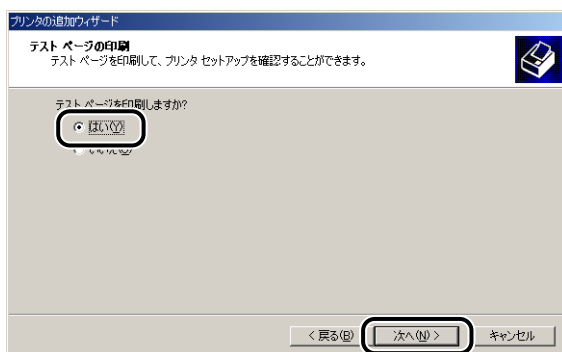 プリンタの追加ウィザード
テスト ページの印刷
テスト ページを印刷して、プリンタ セットアップを確認することができます。
テスト ページを印刷しますか?
はい(Y)
< 戻る(B) 次へ(N) > キャンセル